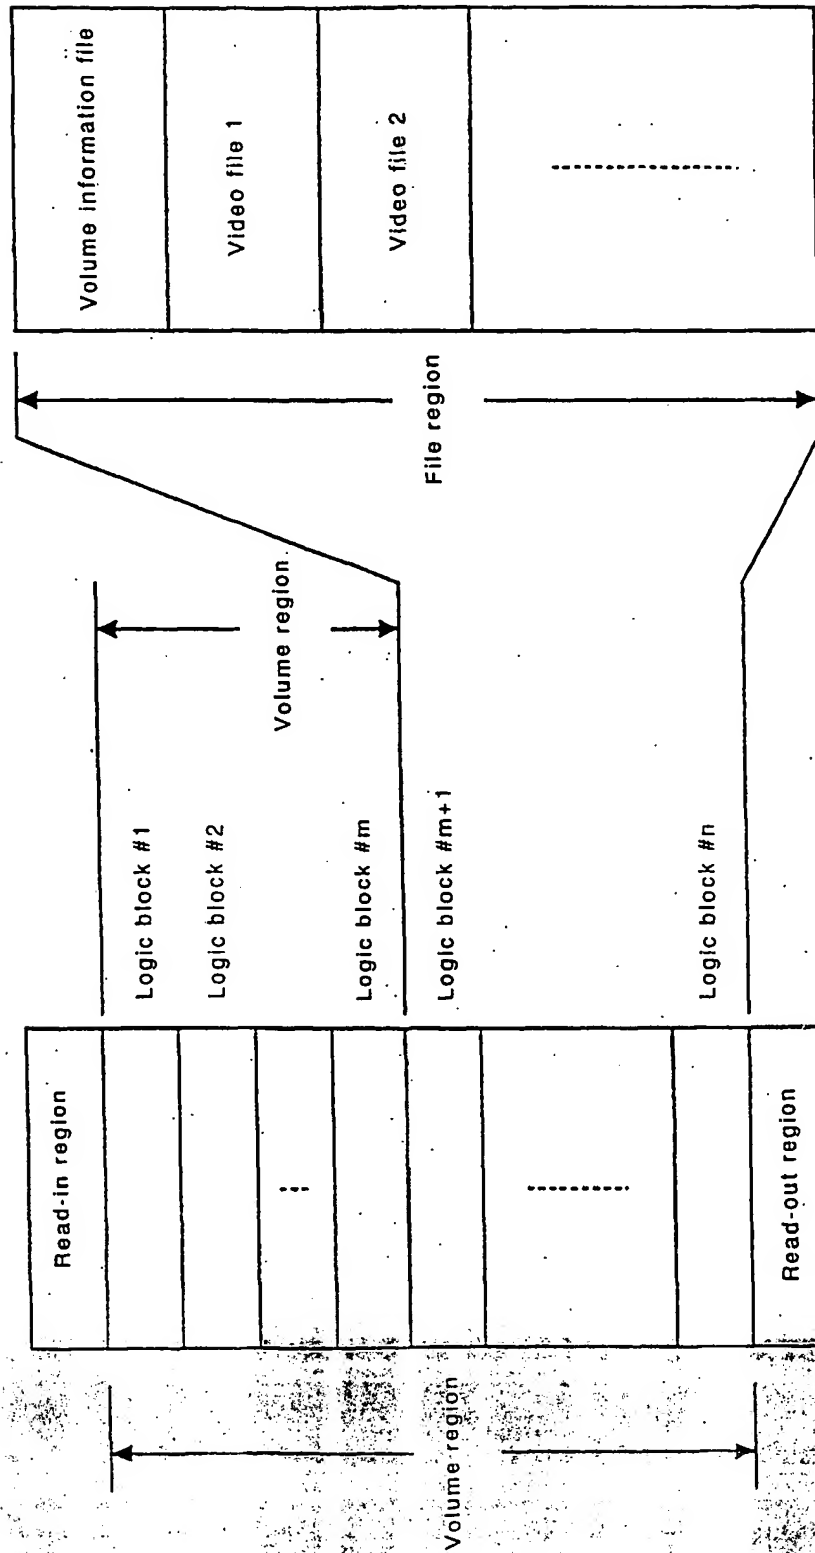 Volume region
Read-in region
Read-out region
Logic block #1
Logic block #2
Logic block #m
Logic block #m+1
Logic block #n
Volume region
File region
Volume information file
Video file 1
Video file 2